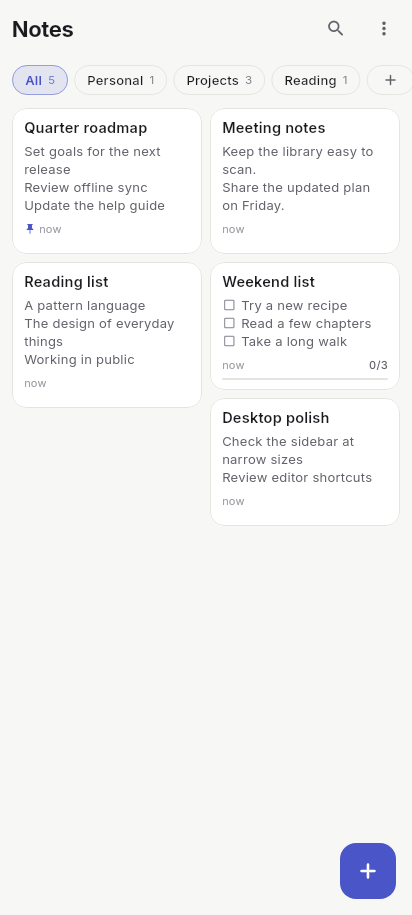 Notes
All 5 Personal 1 Projects 3 Reading 1
Quarter roadmap
Set goals for the next
release
Review offline sync
Update the help guide
now
Meeting notes
Keep the library easy to
scan.
Share the updated plan
on Friday.
now
Reading list
A pattern language
The design of everyday
things
Working in public
now
Weekend list
Try a new recipe
Read a few chapters
Take a long walk
now 0/3
Desktop polish
Check the sidebar at
narrow sizes
Review editor shortcuts
now